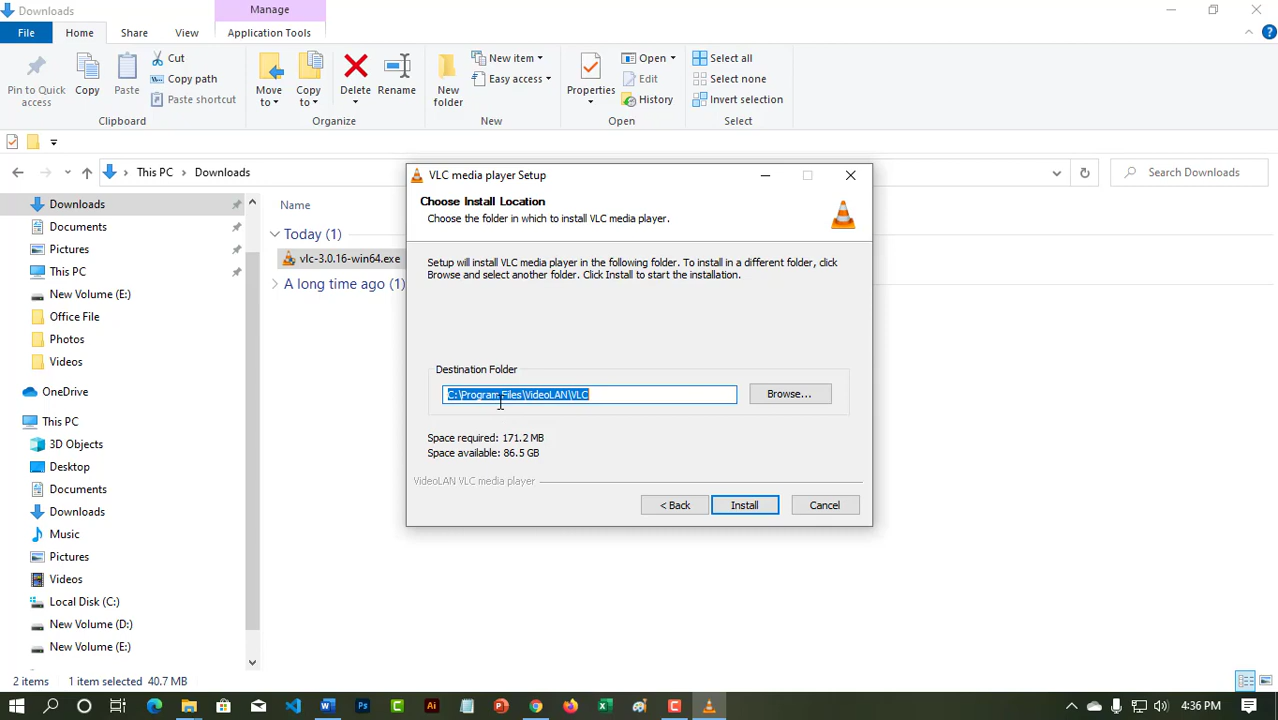 Downloads
Manage
File
Home
Share
View
Application Tools
Pin to Quick access
Copy
Paste
Cut
Copy path
Paste shortcut
Clipboard
Move to
Copy to
Delete
Rename
Organize
New folder
New item
Easy access
New
Properties
Open
Edit
History
Open
Select all
Select none
Invert selection
Select
This PC
Downloads
Search Downloads
Downloads
Documents
Pictures
This PC
New Volume (E:)
Office File
Photos
Videos
OneDrive
This PC
3D Objects
Desktop
Documents
Downloads
Music
Pictures
Videos
Local Disk (C:)
New Volume (D:)
New Volume (E:)
Name
Today (1)
vlc-3.0.16-win64.exe
A long time ago (1)
VLC media player Setup
Choose Install Location
Choose the folder in which to install VLC media player.
Setup will install VLC media player in the following folder. To install in a different folder, click
Browse and select another folder. Click Install to start the installation.
Destination Folder
C:\Program Files\VideoLAN\VLC
Browse...
Space required: 171.2 MB
Space available: 86.5 GB
VideoLAN VLC media player
< Back
Install
Cancel
2 items
1 item selected 40.7 MB
4:36 PM